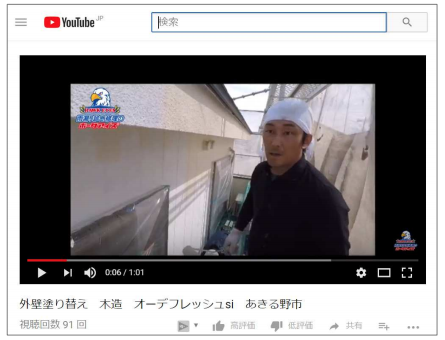 YouTube JP
検索
0:06 / 1:01
外壁塗り替え　木造　オーデフレッシュsi　あきる野市
視聴回数 91 回
高評価
低評価
共有